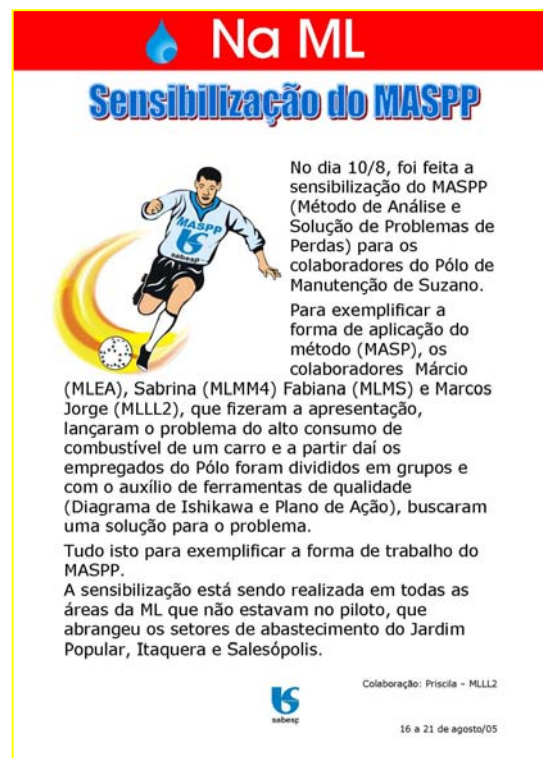 Na ML
Sensibilização do MASPP
No dia 10/8, foi feita a
sensibilização do MASPP
(Método de Análise e
Solução de Problemas de
Perdas) para os
colaboradores do Pólo de
Manutenção de Suzano.
MASPP
sabesp
Para exemplificar a
forma de aplicação do
método (MASP), os
colaboradores Márcio
(MLEA), Sabrina (MLMM4) Fabiana (MLMS) e Marcos
Jorge (MLLL2), que fizeram a apresentação,
lançaram o problema do alto consumo de
combustível de um carro e a partir daí os
empregados do Pólo foram divididos em grupos e
com o auxílio de ferramentas de qualidade
(Diagrama de Ishikawa e Plano de Ação), buscaram
uma solução para o problema.
Tudo isto para exemplificar a forma de trabalho do
MASPP.
A sensibilização está sendo realizada em todas as
áreas da ML que não estavam no piloto, que
abrangeu os setores de abastecimento do Jardim
Popular, Itaquera e Salesópolis.
Colaboração: Priscila – MLLL2
sabesp
16 a 21 de agosto/05